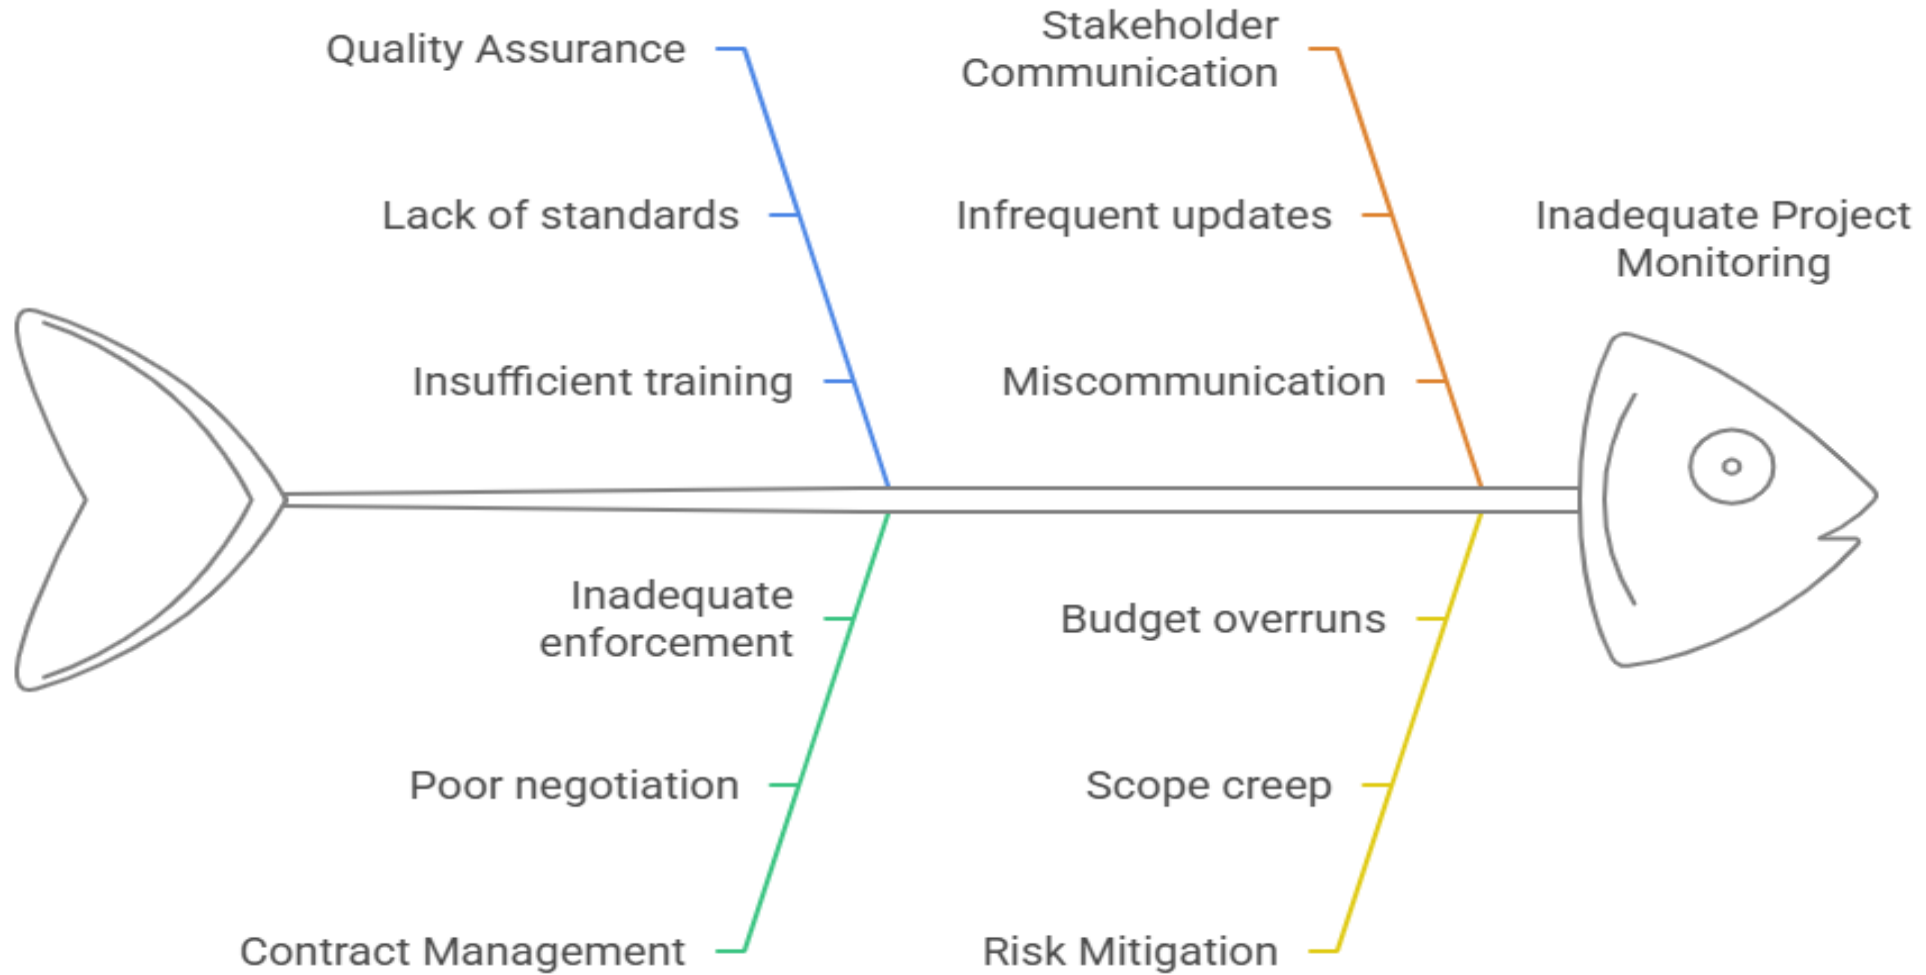 Quality Assurance
Lack of standards
Insufficient training
Stakeholder
Communication
Infrequent updates
Miscommunication
Inadequate Project
Monitoring
Inadequate
enforcement
Poor negotiation
Contract Management
Budget overruns
Scope creep
Risk Mitigation